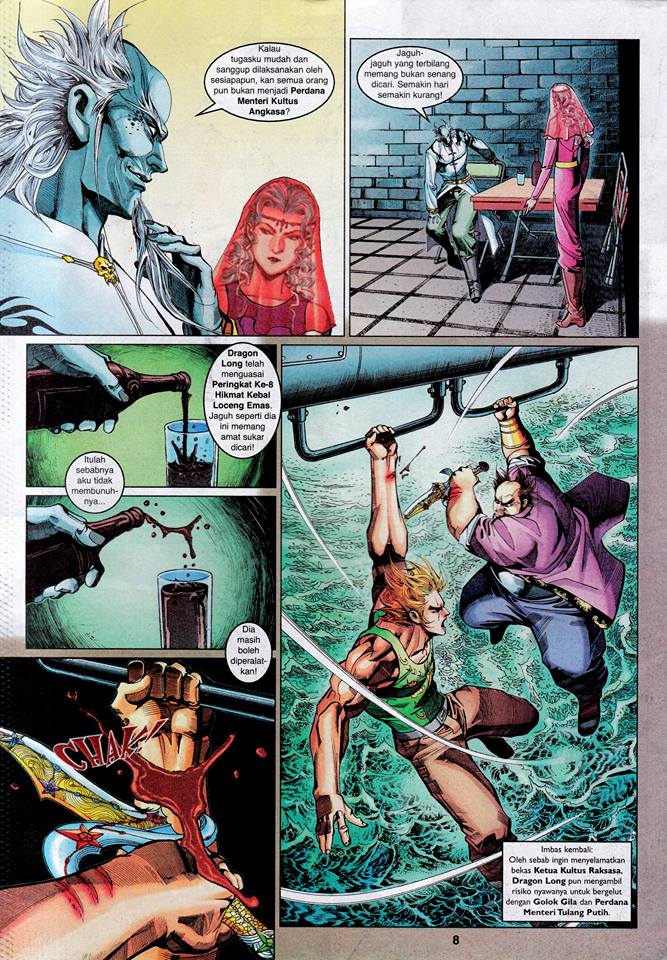 Kalau
tugasku mudah dan
sanggup dilaksanakan oleh
sesiapapun, kan semua orang
pun bukan menjadi Perdana
Menteri Kultus
Angkasa?
Jaguh-
jaguh yang terbilang
memang bukan senang
dicari. Semakin hari
semakin kurang!
Dragon
Long telah
menguasai
Peringkat Ke-8
Hikmat Kebal
Loceng Emas.
Jaguh seperti dia
ini memang
amat sukar
dicari!
Itulah
sebabnya
aku tidak
membunuh-
nya...
Dia
masih
boleh
diperalat-
kan!
CHAK!
Imbas kembali:
Oleh sebab ingin menyelamatkan
bekas Ketua Kultus Raksasa,
Dragon Long pun mengambil
risiko nyawanya untuk bergelut
dengan Golok Gila dan Perdana
Menteri Tulang Putih.
8